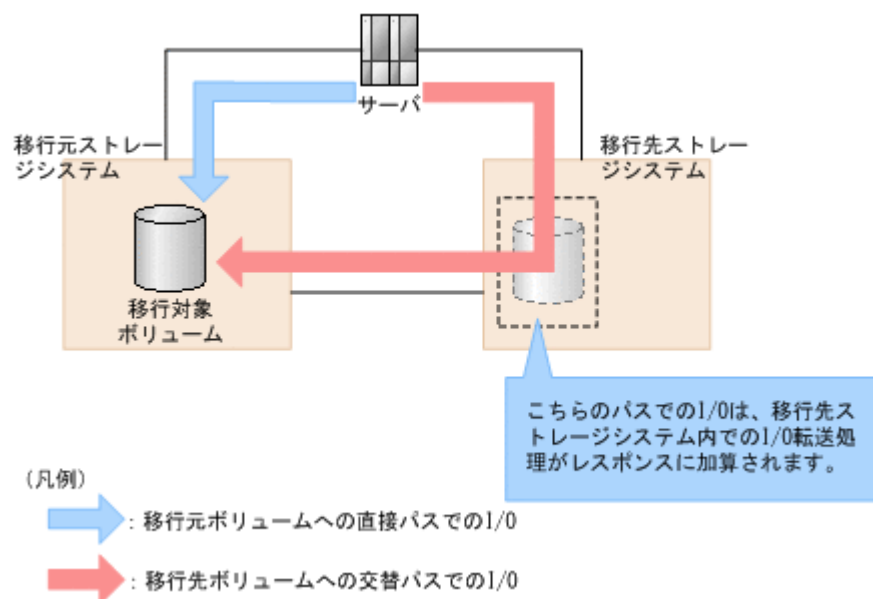 サーバ
移行元ストレー
ジシステム
移行先ストレー
ジシステム
移行対象
ボリューム
こちらのパスでのI/Oは、移行先ス
トレージシステム内でのI/O転送処
理がレスポンスに加算されます。
(凡例)
: 移行元ボリュームへの直接パスでのI/O
: 移行先ボリュームへの交替パスでのI/O